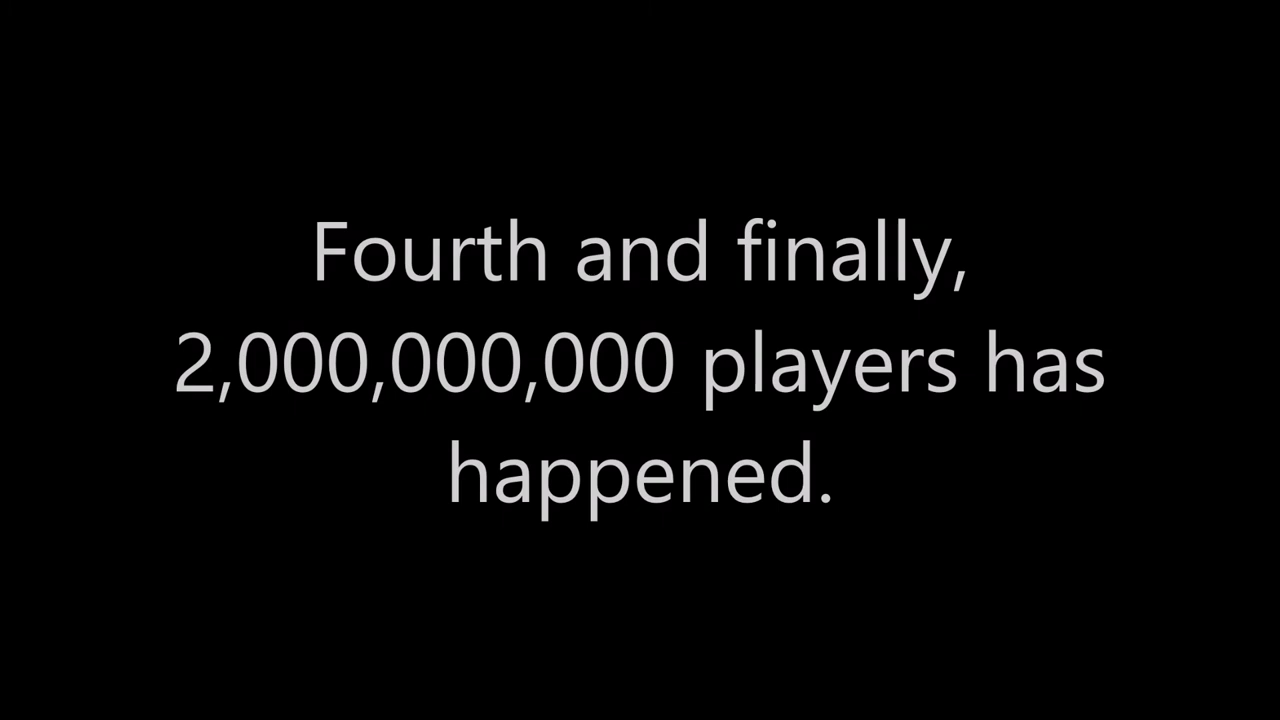 Fourth and finally,
2,000,000,000 players has
happened.